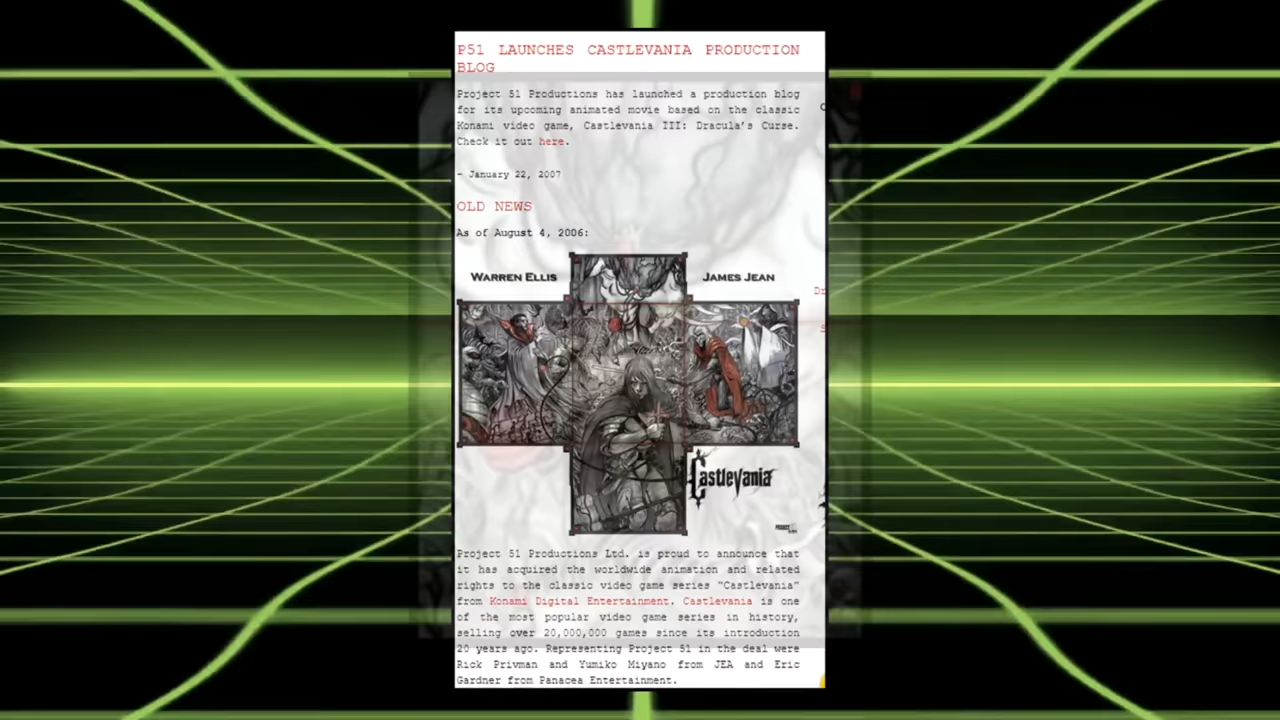 P51 LAUNCHES CASTLEVANIA PRODUCTION
BLOG
Project 51 Productions has launched a production blog
for its upcoming animated movie based on the classic
Konami video game, Castlevania III: Dracula's Curse.
Check it out here.
- January 22, 2007
OLD NEWS
As of August 4, 2006:
WARREN ELLIS
JAMES JEAN
Castlevania
Project 51 Productions Ltd. is proud to announce that
it has acquired the worldwide animation and related
rights to the classic video game series "Castlevania"
from Konami Digital Entertainment. Castlevania is one
of the most popular video game series in history,
selling over 20,000,000 games since its introduction
20 years ago. Representing Project 51 in the deal were
Rick Privman and Yumiko Miyano from JEA and Eric
Gardner from Panacea Entertainment.